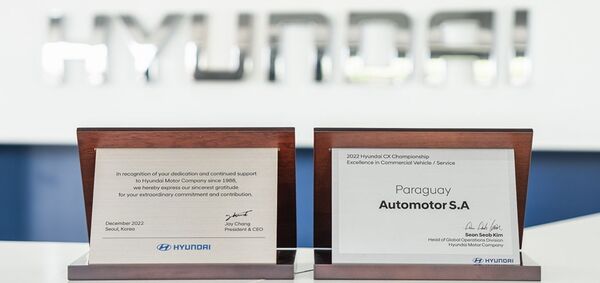 HYUNDAI
In recognition of your dedication and continued support
to Hyundai Motor Company since 1988,
we hereby express our sincerest gratitude
for your extraordinary commitment and contribution.
December 2022
Seoul, Korea
Jay Chang
President & CEO
HYUNDAI
2022 Hyundai CX Championship
Excellence in Commercial Vehicle / Service
Paraguay
Automotor S.A
Seon Seob Kim
Head of Global Operations Division
Hyundai Motor Company
HYUNDAI